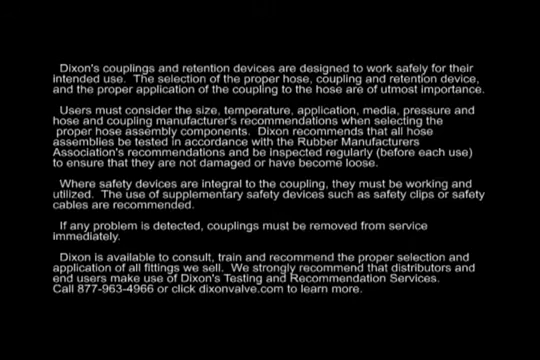 Dixon's couplings and retention devices are designed to work safely for their
intended use. The selection of the proper hose, coupling and retention device,
and the proper application of the coupling to the hose are of utmost importance.
Users must consider the size, temperature, application, media, pressure and
hose and coupling manufacturer's recommendations when selecting the
proper hose assembly components. Dixon recommends that all hose
assemblies be tested in accordance with the Rubber Manufacturers
Association's recommendations and be inspected regularly (before each use)
to ensure that they are not damaged or have become loose.
Where safety devices are integral to the coupling, they must be working and
utilized. The use of supplementary safety devices such as safety clips or safety
cables are recommended.
If any problem is detected, couplings must be removed from service
immediately.
Dixon is available to consult, train and recommend the proper selection and
application of all fittings we sell. We strongly recommend that distributors and
end users make use of Dixon's Testing and Recommendation Services.
Call 877-963-4966 or click dixonvalve.com to learn more.